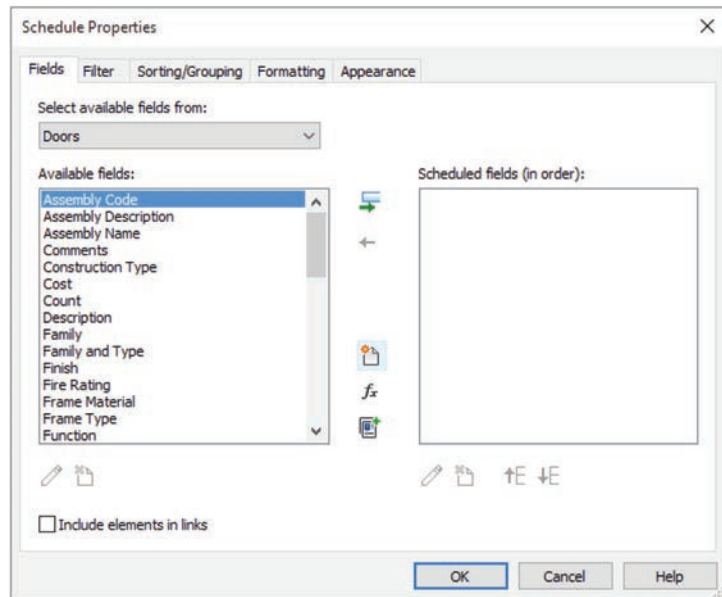 Schedule Properties
Fields Filter Sorting/Grouping Formatting Appearance
Select available fields from:
Doors
Available fields:
Assembly Code
Assembly Description
Assembly Name
Comments
Construction Type
Cost
Count
Description
Family
Family and Type
Finish
Fire Rating
Frame Material
Frame Type
Function
fx
Scheduled fields (in order):
Include elements in links
OK Cancel Help